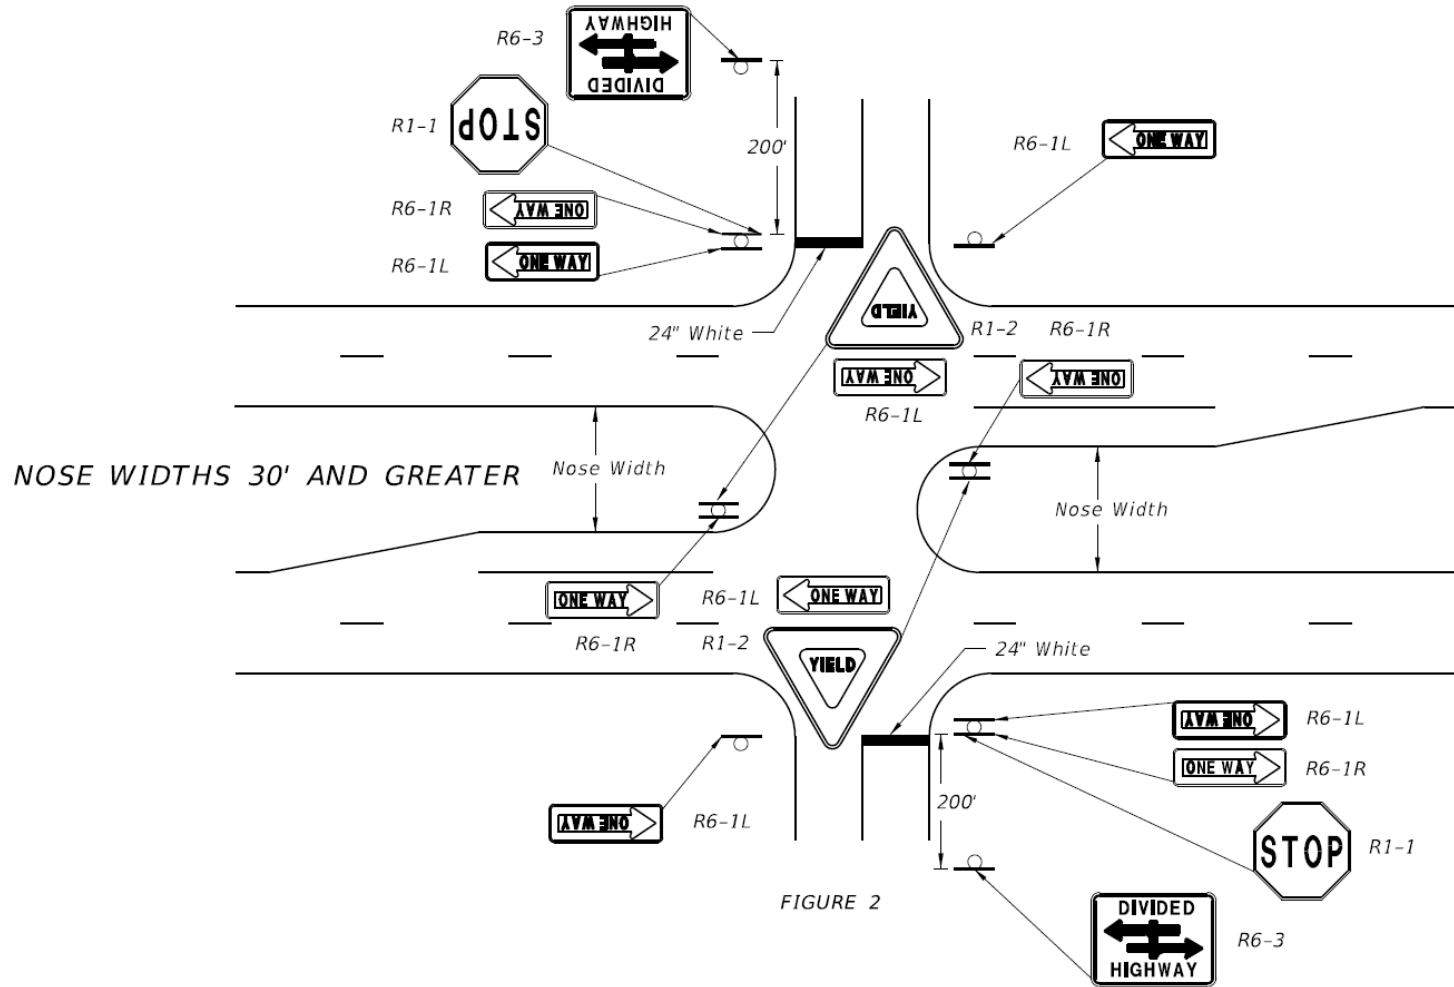 DIVIDED
HIGHWAY
R6-3
STOP
R1-1
200'
R6-1L
ONE WAY
R6-1R
ONE WAY
R6-1L
ONE WAY
24" White
YIELD
R1-2
R6-1R
ONE WAY
R6-1L
ONE WAY
NOSE WIDTHS 30' AND GREATER
Nose Width
Nose Width
ONE WAY
R6-1R
R6-1L
ONE WAY
R1-2
YIELD
24" White
ONE WAY
R6-1L
ONE WAY
R6-1R
ONE WAY
R6-1L
200'
STOP
R1-1
FIGURE 2
DIVIDED
HIGHWAY
R6-3